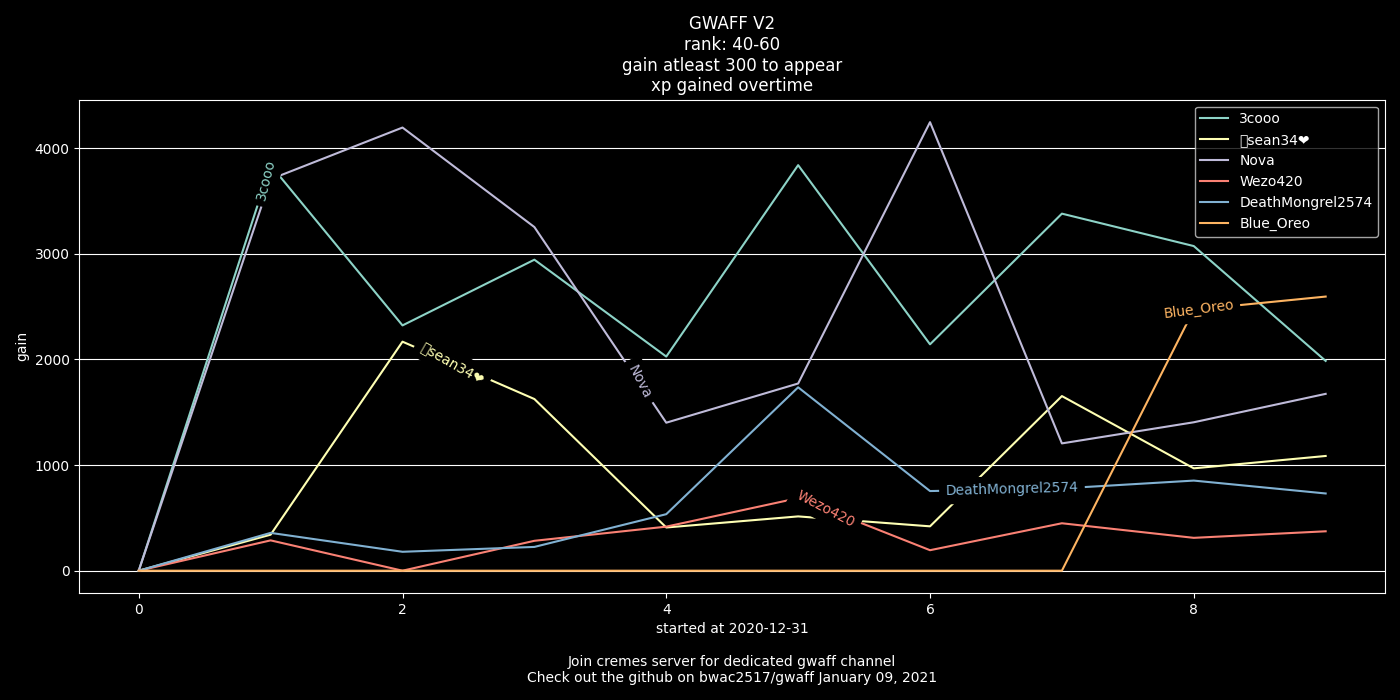 GWAFF V2
rank: 40-60
gain atleast 300 to appear
xp gained overtime
3cooo
sean34❤
Nova
Wezo420
DeathMongrel2574
Blue_Oreo
4000
3000
2000
1000
0
gain
3cooo
sean34❤
Nova
Wezo420
DeathMongrel2574
Blue_Oreo
0
2
4
6
8
started at 2020-12-31
Join cremes server for dedicated gwaff channel
Check out the github on bwac2517/gwaff January 09, 2021